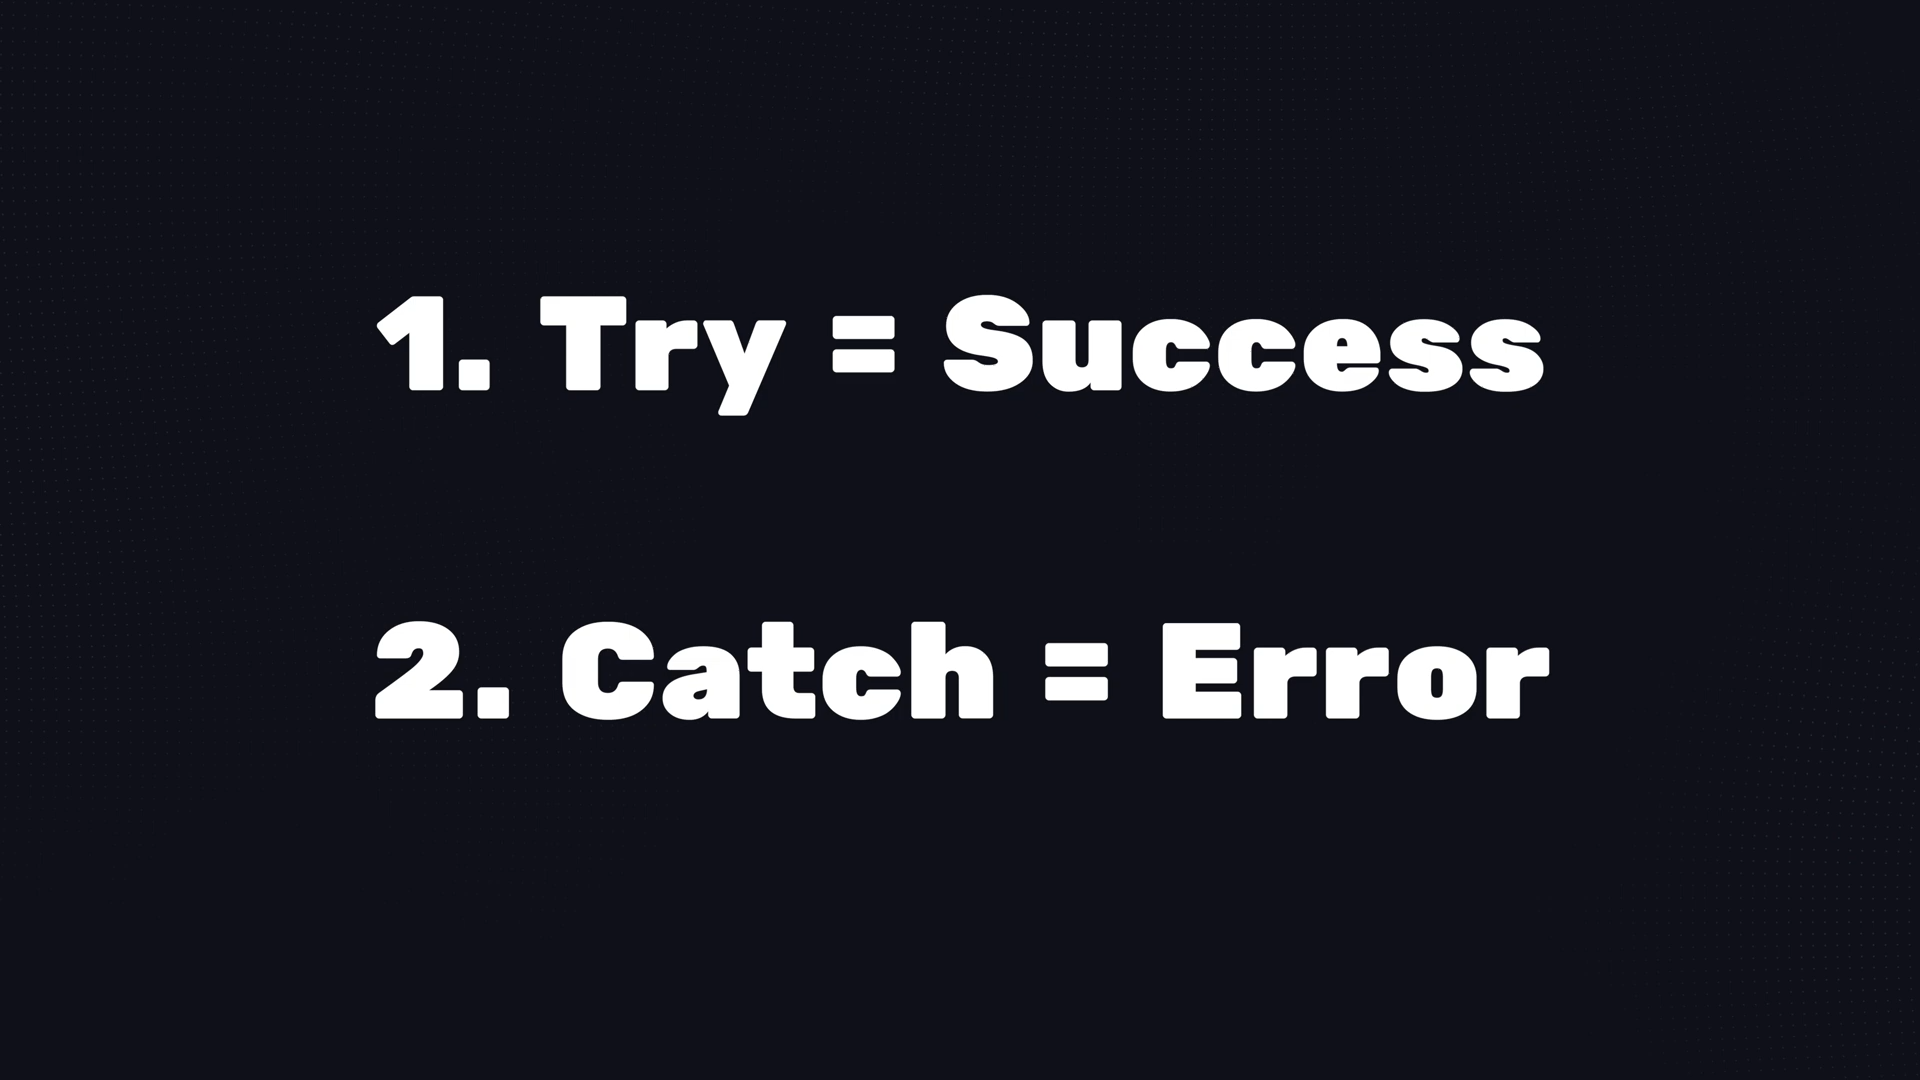 1. Try = Success
2. Catch = Error